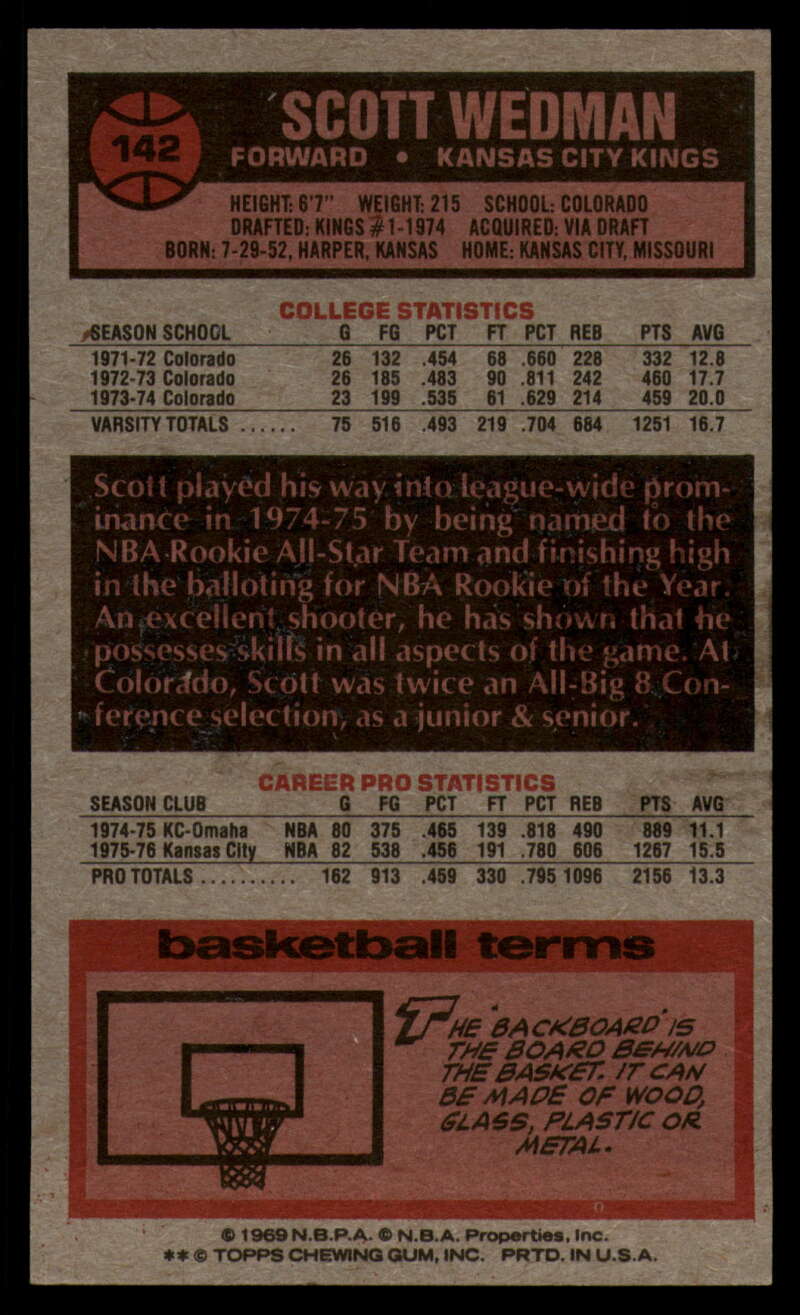 142
SCOTT WEDMAN
FORWARD • KANSAS CITY KINGS
HEIGHT: 6'7" WEIGHT: 215 SCHOOL: COLORADO
DRAFTED: KINGS #1-1974 ACQUIRED: VIA DRAFT
BORN: 7-29-52, HARPER, KANSAS HOME: KANSAS CITY, MISSOURI
COLLEGE STATISTICS
SEASON SCHOOL G FG PCT FT PCT REB PTS AVG
1971-72 Colorado 26 132 .454 68 .660 228 332 12.8
1972-73 Colorado 26 185 .483 90 .811 242 460 17.7
1973-74 Colorado 23 199 .535 61 .629 214 459 20.0
VARSITY TOTALS ...... 75 516 .493 219 .704 684 1251 16.7
Scott played his way into league-wide prom-
inance in 1974-75 by being named to the
NBA Rookie All-Star Team and finishing high
in the balloting for NBA Rookie of the Year.
An excellent shooter, he has shown that he
possesses skills in all aspects of the game. At
Colorado, Scott was twice an All-Big 8 Con-
ference selection, as a junior & senior.
CAREER PRO STATISTICS
SEASON CLUB G FG PCT FT PCT REB PTS AVG
1974-75 KC-Omaha NBA 80 375 .465 139 .818 490 889 11.1
1975-76 Kansas City NBA 82 538 .456 191 .780 606 1267 15.5
PRO TOTALS .......... 162 913 .459 330 .795 1096 2156 13.3
basketball terms
THE BACKBOARD IS
THE BOARD BEHIND
THE BASKET. IT CAN
BE MADE OF WOOD,
GLASS, PLASTIC OR
METAL.
© 1969 N.B.P.A. © N.B.A. Properties, Inc.
** © TOPPS CHEWING GUM, INC. PRTD. IN U.S.A.